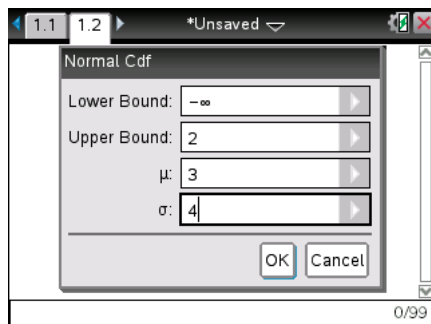 1.1 1.2 *Unsaved
Normal Cdf
Lower Bound: -∞
Upper Bound: 2
μ: 3
σ: 4
OK Cancel
0/99